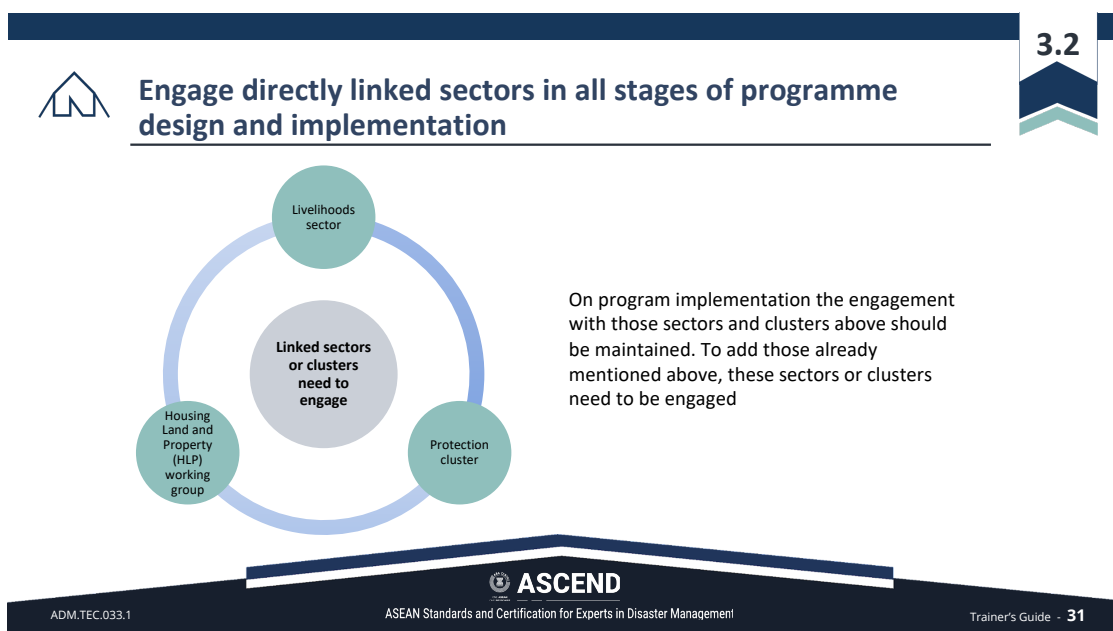 3.2
Engage directly linked sectors in all stages of programme
design and implementation
Livelihoods
sector
Linked sectors
or clusters
need to
engage
Housing
Land and
Property
(HLP)
working
group
Protection
cluster
On program implementation the engagement
with those sectors and clusters above should
be maintained. To add those already
mentioned above, these sectors or clusters
need to be engaged
ASCEND
ADM.TEC.033.1
ASEAN Standards and Certification for Experts in Disaster Management
Trainer's Guide - 31